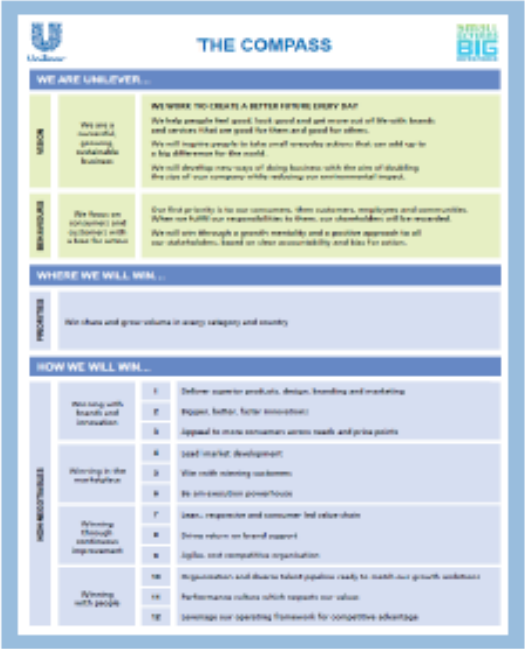 Unilever
THE COMPASS
SMALL
ACTIONS
BIG
DIFFERENCE
WE ARE UNILEVER...
VISION
We are a
successful,
growing,
sustainable
business
WE WORK TO CREATE A BETTER FUTURE EVERY DAY
We help people feel good, look good and get more out of life with brands
and services that are good for them and good for others.
We will inspire people to take small everyday actions that can add up to
a big difference for the world.
We will develop new ways of doing business with the aim of doubling
the size of our company while reducing our environmental impact.
BEHAVIOURS
We focus on
consumers and
customers with
a bias for action
Our first priority is to our consumers, then customers, employees and communities.
When we fulfil our responsibilities to them, our shareholders will be rewarded.
We will win through a growth mentality and a positive approach to all
our stakeholders, based on clear accountability and bias for action.
WHERE WE WILL WIN...
PRIORITIES
Win share and grow volume in every category and country
HOW WE WILL WIN...
NON-NEGOTIABLES
Winning with
brands and
innovation
1 Deliver superior products, design, branding and marketing
2 Bigger, better, faster innovations
3 Appeal to more consumers across needs and price points
Winning in the
marketplace
4 Lead market development
5 Win with winning customers
6 Be an execution powerhouse
Winning
through
continuous
improvement
7 Lean, responsive and consumer led value chain
8 Drive return on brand support
9 Agile, cost competitive organisation
Winning
with people
10 Organisation and diverse talent pipeline ready to match our growth ambitions
11 Performance culture which respects our values
12 Leverage our operating framework for competitive advantage